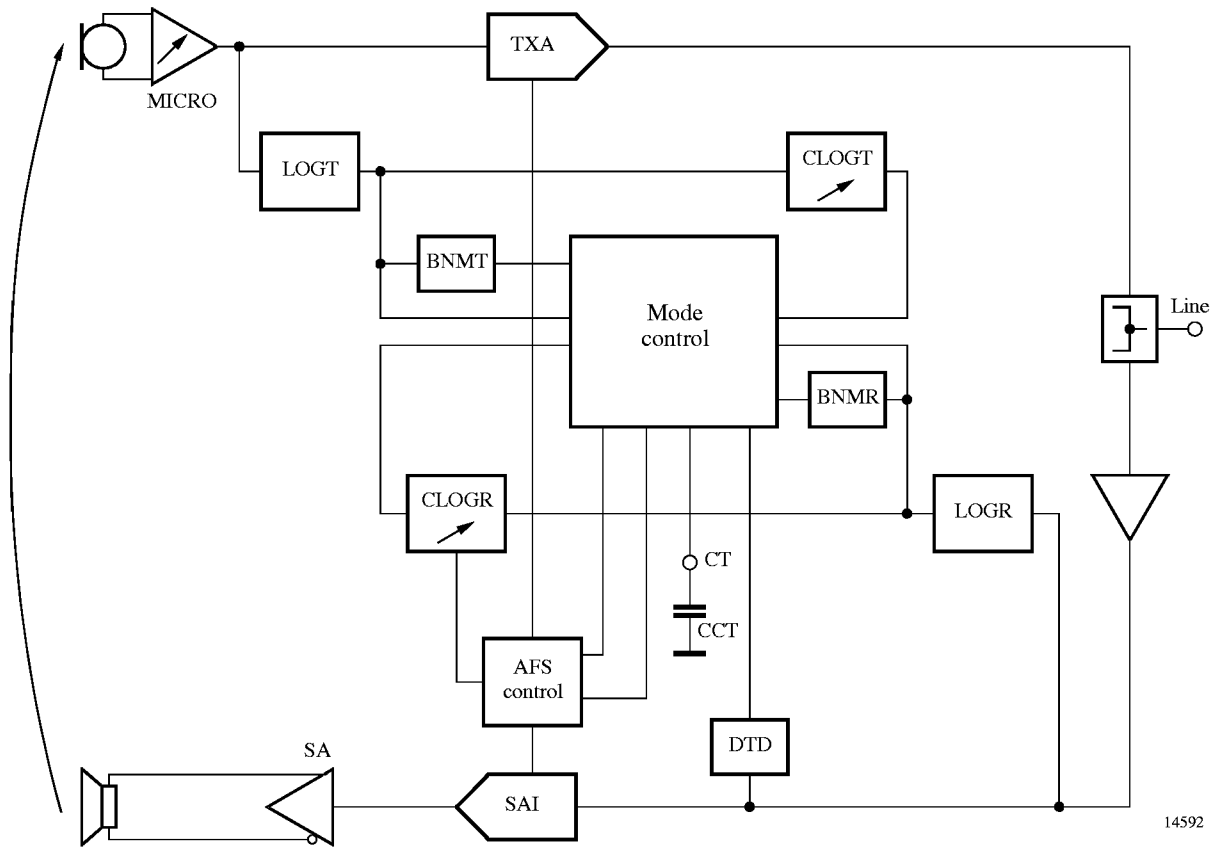 TXA
MICRO
LOGT
CLOGT
BNMT
Mode
control
Line
BNMR
CLOGR
LOGR
CT
CCT
AFS
control
DTD
SA
SAI
14592